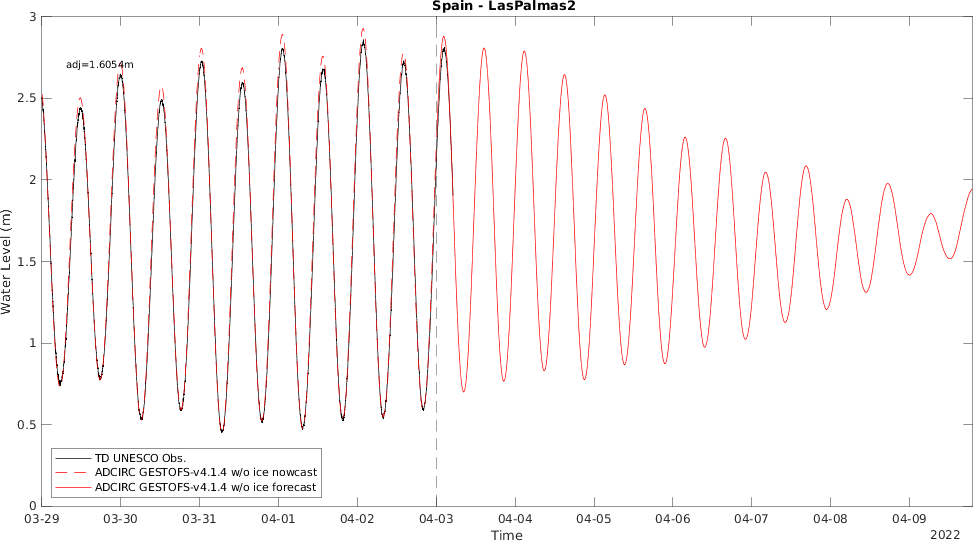 Spain - LasPalmas2
3
2.5
2
1.5
1
0.5
0
Water Level (m)
adj=1.6054m
TD UNESCO Obs.
ADCIRC GESTOFS-v4.1.4 w/o ice nowcast
ADCIRC GESTOFS-v4.1.4 w/o ice forecast
03-29 03-30 03-31 04-01 04-02 04-03 04-04 04-05 04-06 04-07 04-08 04-09
Time
2022